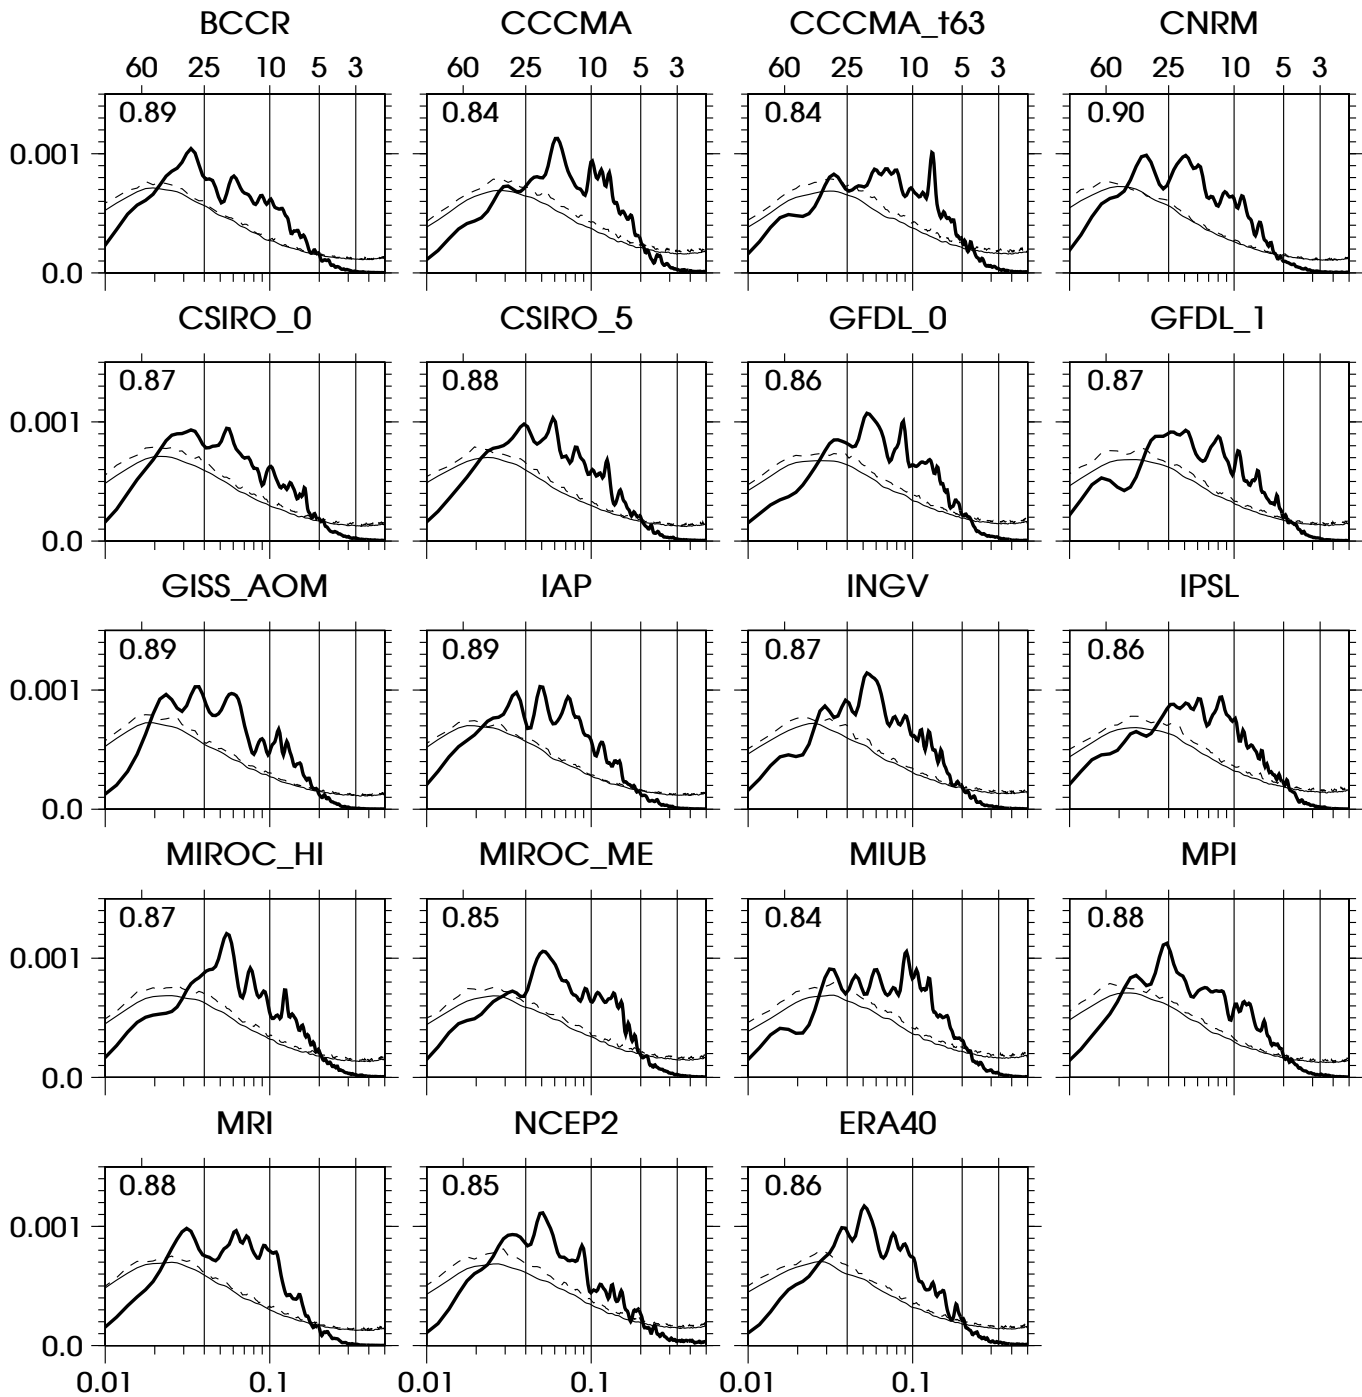 BCCR CCCMA CCCMA_t63 CNRM
60 25 10 5 3 60 25 10 5 3 60 25 10 5 3 60 25 10 5 3
0.89 0.84 0.84 0.90
0.001
0.0
CSIRO_0 CSIRO_5 GFDL_0 GFDL_1
0.87 0.88 0.86 0.87
0.001
0.0
GISS_AOM IAP INGV IPSL
0.89 0.89 0.87 0.86
0.001
0.0
MIROC_HI MIROC_ME MIUB MPI
0.87 0.85 0.84 0.88
0.001
0.0
MRI NCEP2 ERA40
0.88 0.85 0.86
0.001
0.0
0.01 0.1 0.01 0.1 0.01 0.1